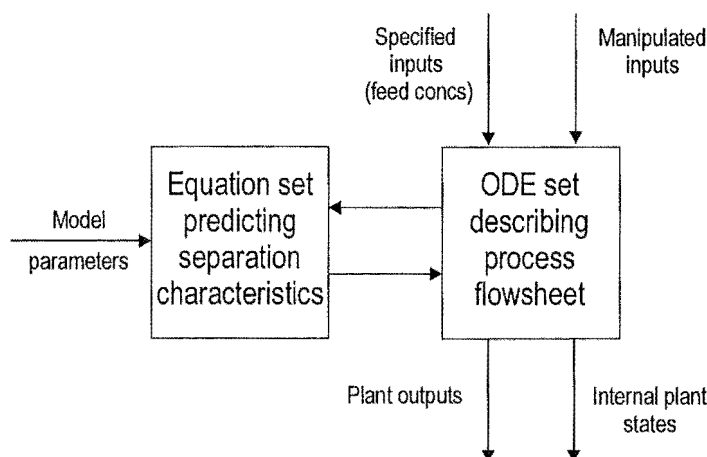 Specified
inputs
(feed concs)
Manipulated
inputs
Equation set
predicting
separation
characteristics
ODE set
describing
process
flowsheet
Model
parameters
Plant outputs
Internal plant
states